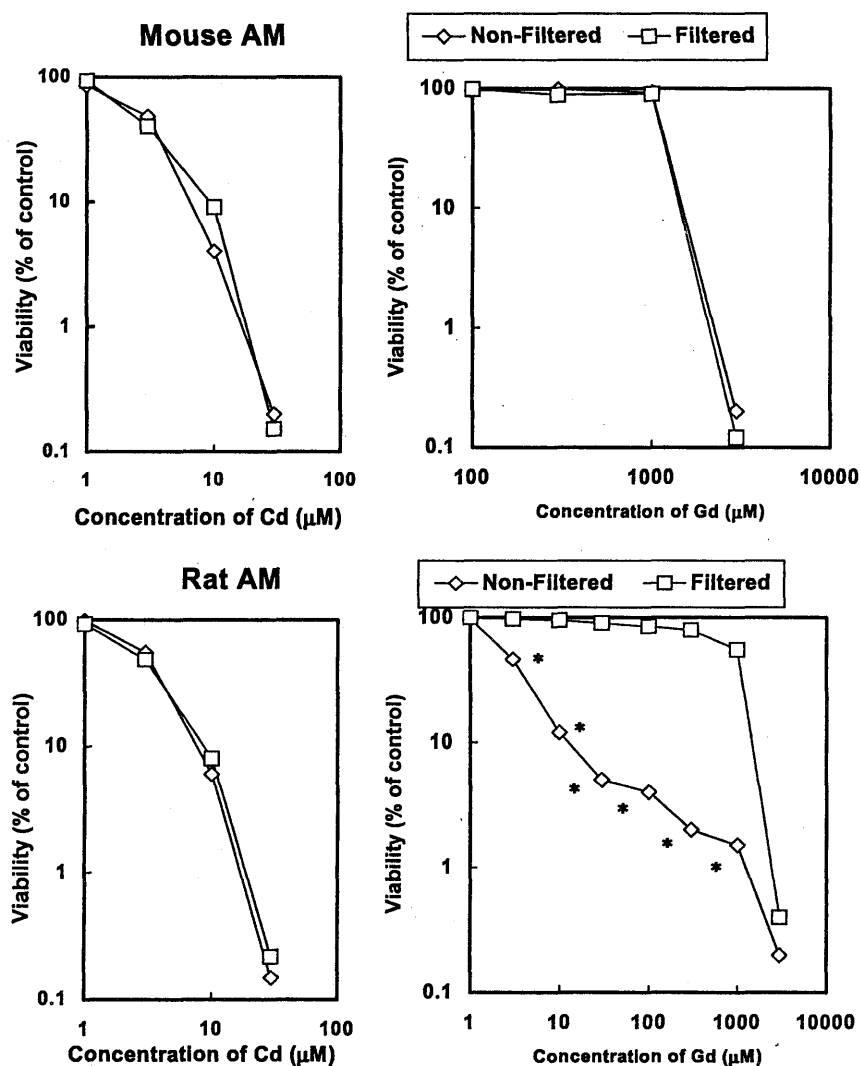 Mouse AM
Non-Filtered Filtered
Viability (% of control)
100
10
1
0.1
1 10 100
Concentration of Cd (μM)
Viability (% of control)
100
10
1
0.1
100 1000 10000
Concentration of Gd (μM)
Rat AM
Non-Filtered Filtered
Viability (% of control)
100
10
1
0.1
1 10 100
Concentration of Cd (μM)
Viability (% of control)
100
10
1
0.1
* * * * * *
1 10 100 1000 10000
Concentration of Gd (μM)